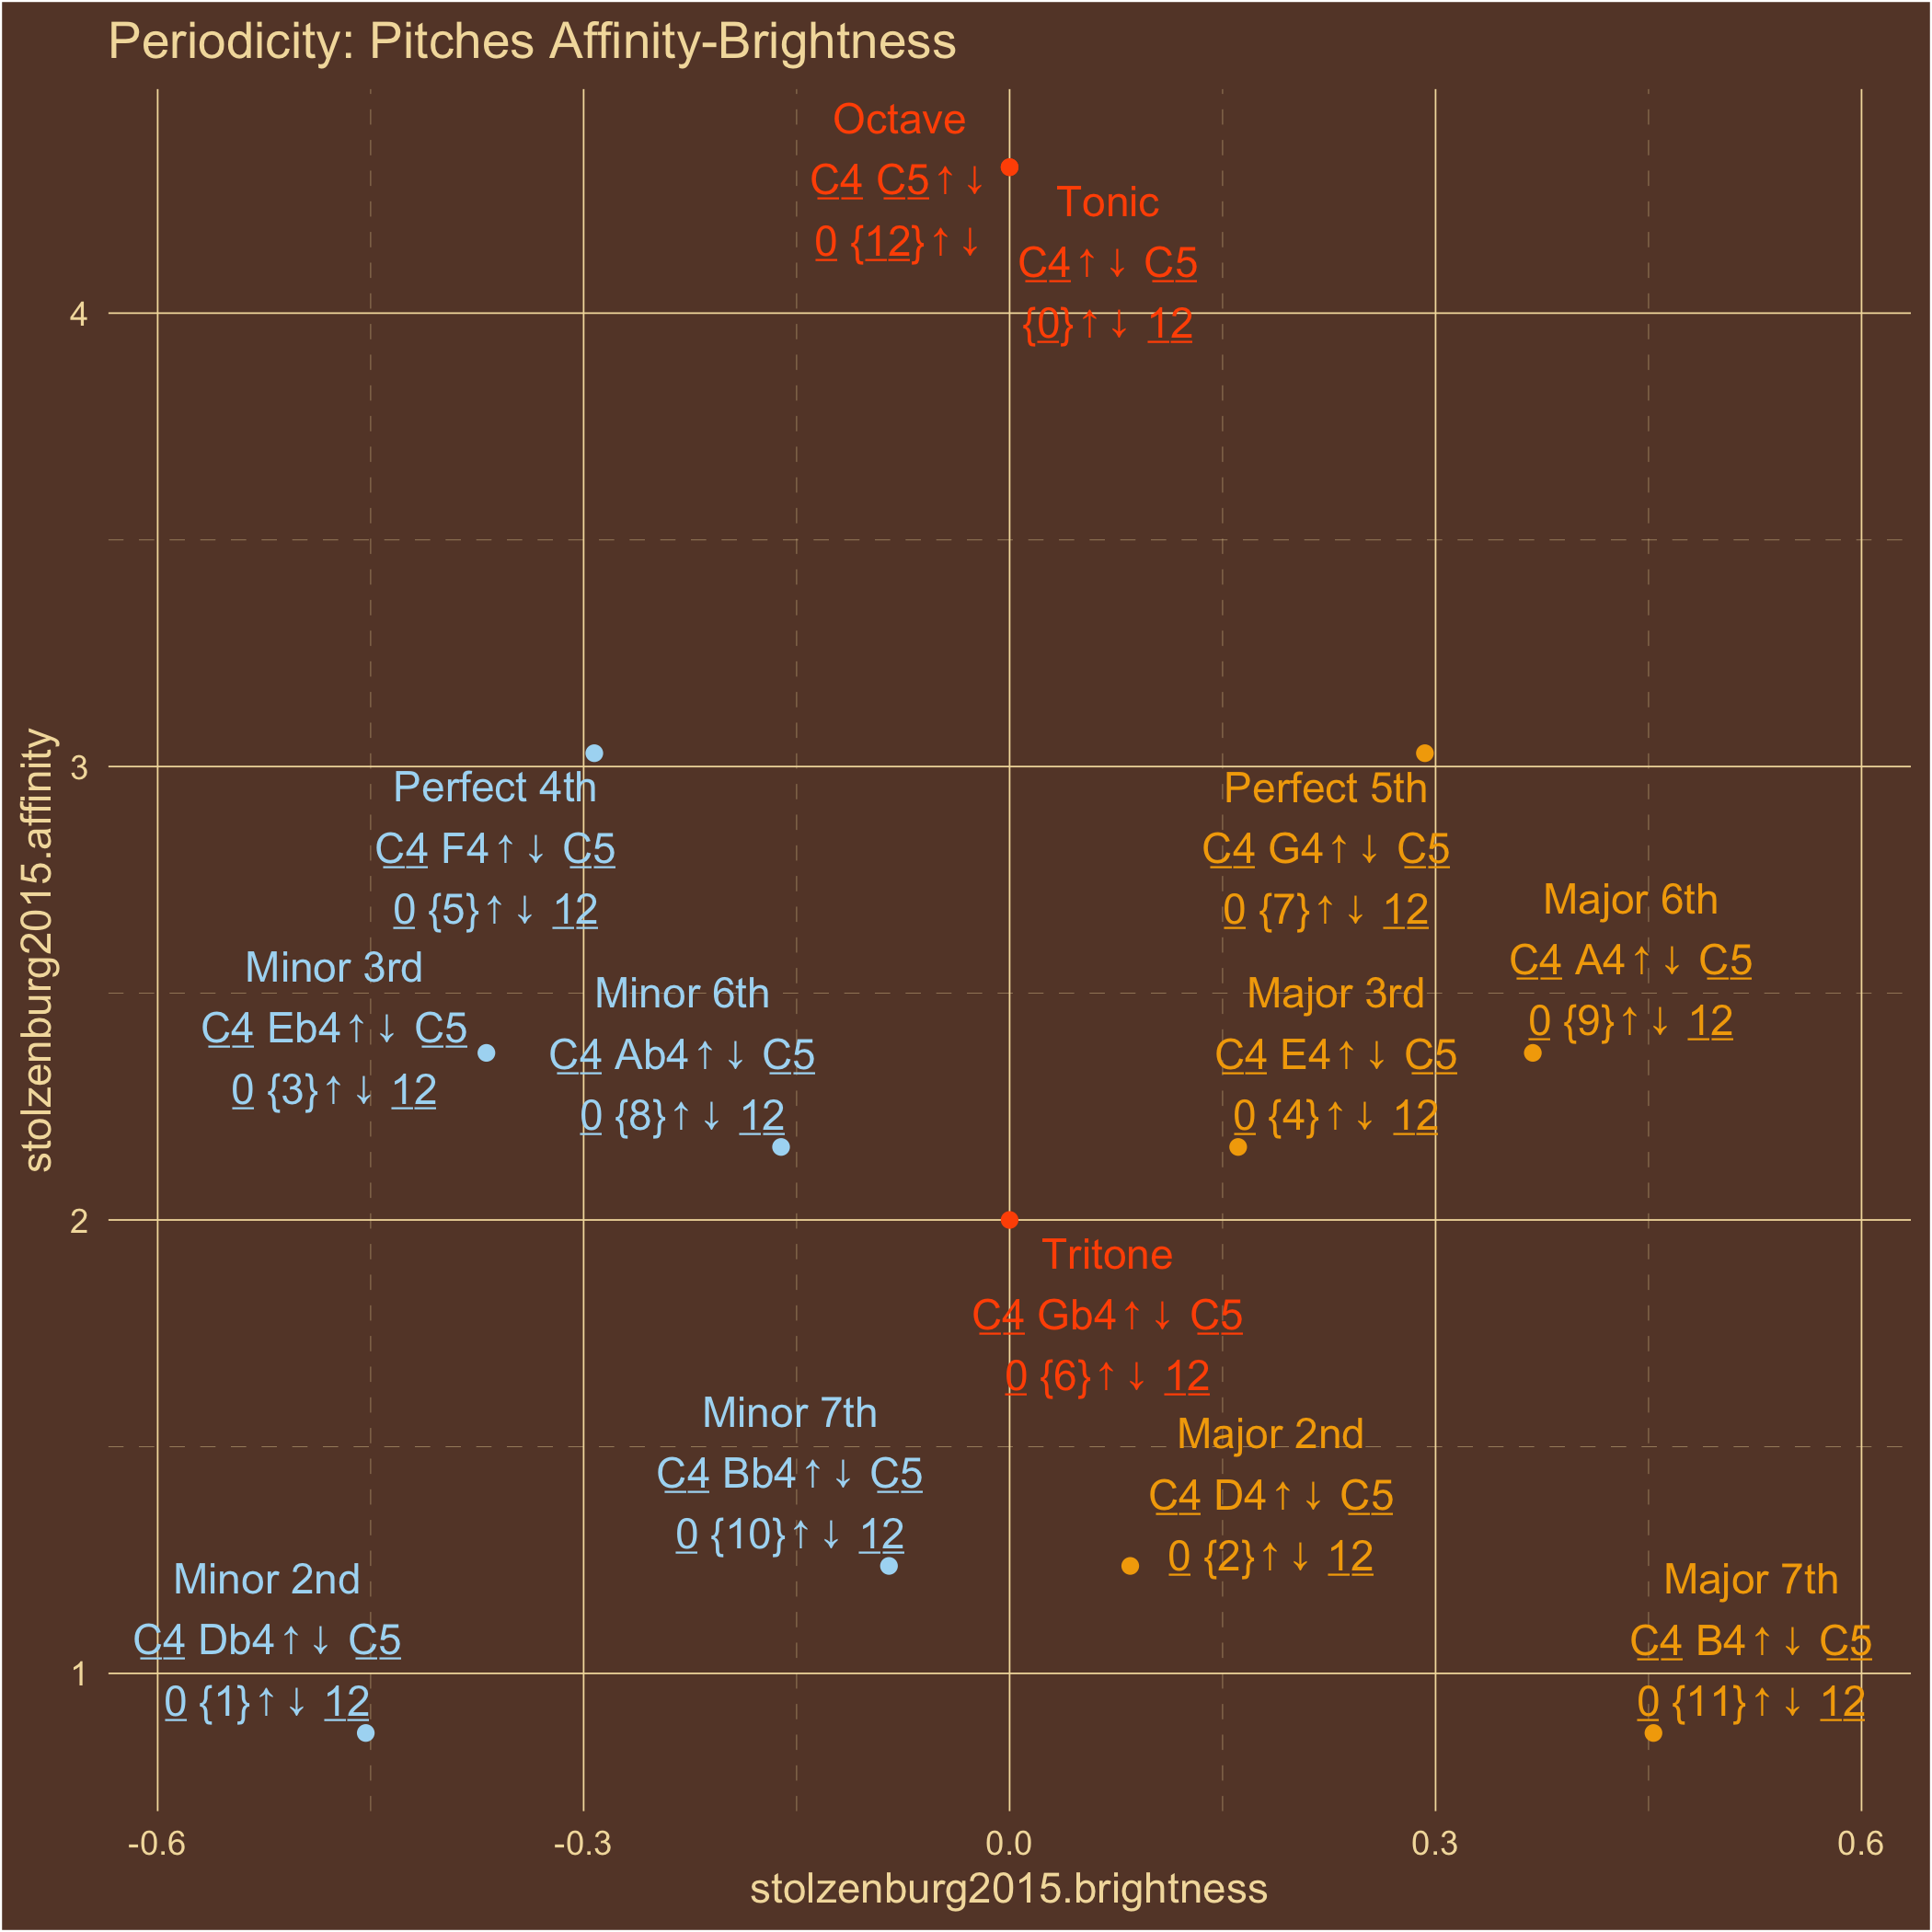 Periodicity: Pitches Affinity-Brightness
Octave
C4 C5↑↓
0 {12}↑↓
Tonic
C4↑↓ C5
{0}↑↓ 12
4
3
2
1
stolzenburg2015.affinity
Perfect 4th
C4 F4↑↓ C5
0 {5}↑↓ 12
Perfect 5th
C4 G4↑↓ C5
0 {7}↑↓ 12
Major 6th
C4 A4↑↓ C5
0 {9}↑↓ 12
Minor 3rd
C4 Eb4↑↓ C5
0 {3}↑↓ 12
Minor 6th
C4 Ab4↑↓ C5
0 {8}↑↓ 12
Major 3rd
C4 E4↑↓ C5
0 {4}↑↓ 12
Tritone
C4 Gb4↑↓ C5
0 {6}↑↓ 12
Minor 7th
C4 Bb4↑↓ C5
0 {10}↑↓ 12
Major 2nd
C4 D4↑↓ C5
0 {2}↑↓ 12
Minor 2nd
C4 Db4↑↓ C5
0 {1}↑↓ 12
Major 7th
C4 B4↑↓ C5
0 {11}↑↓ 12
-0.6 -0.3 0.0 0.3 0.6
stolzenburg2015.brightness